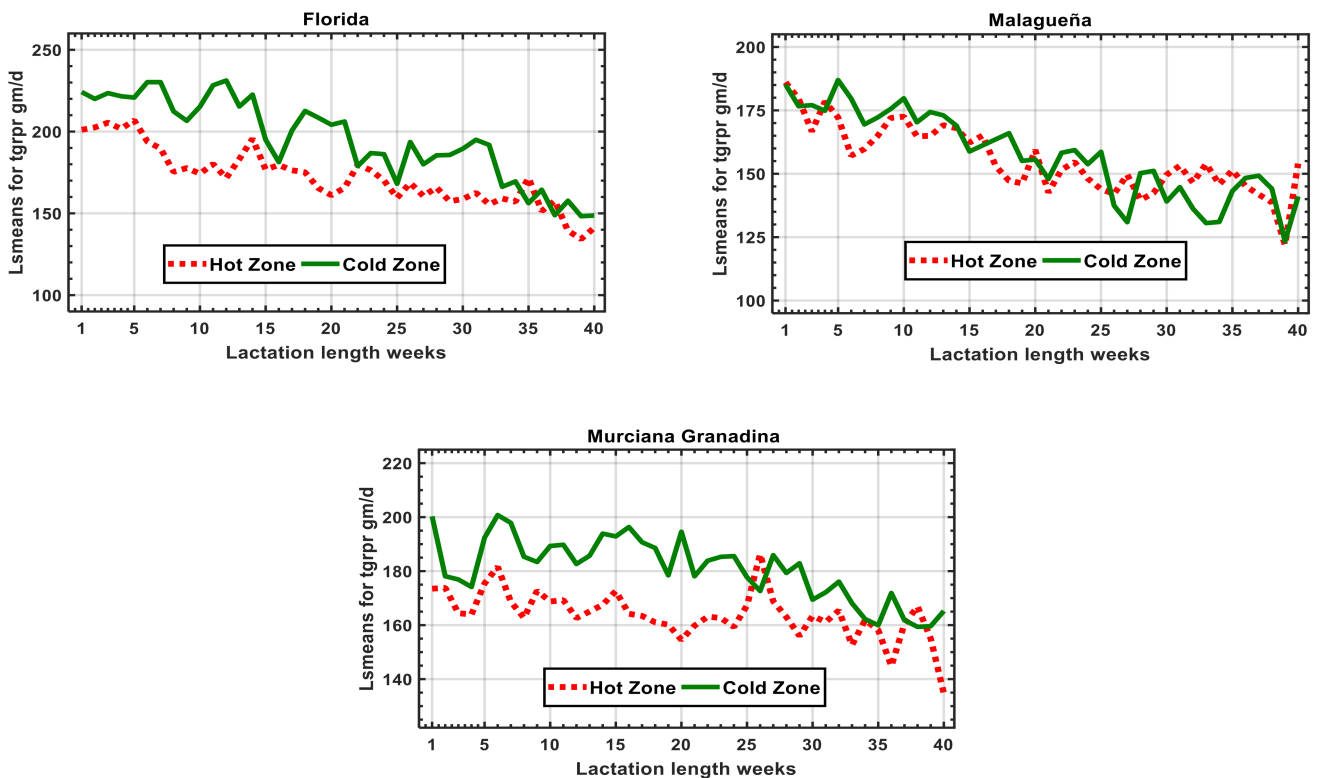 Florida
Lsmeans for tgrpr gm/d
250
200
150
100
Hot Zone Cold Zone
1 5 10 15 20 25 30 35 40
Lactation length weeks
Malagueña
Lsmeans for tgrpr gm/d
200
175
150
125
100
Hot Zone Cold Zone
1 5 10 15 20 25 30 35 40
Lactation length weeks
Murciana Granadina
Lsmeans for tgrpr gm/d
220
200
180
160
140
Hot Zone Cold Zone
1 5 10 15 20 25 30 35 40
Lactation length weeks